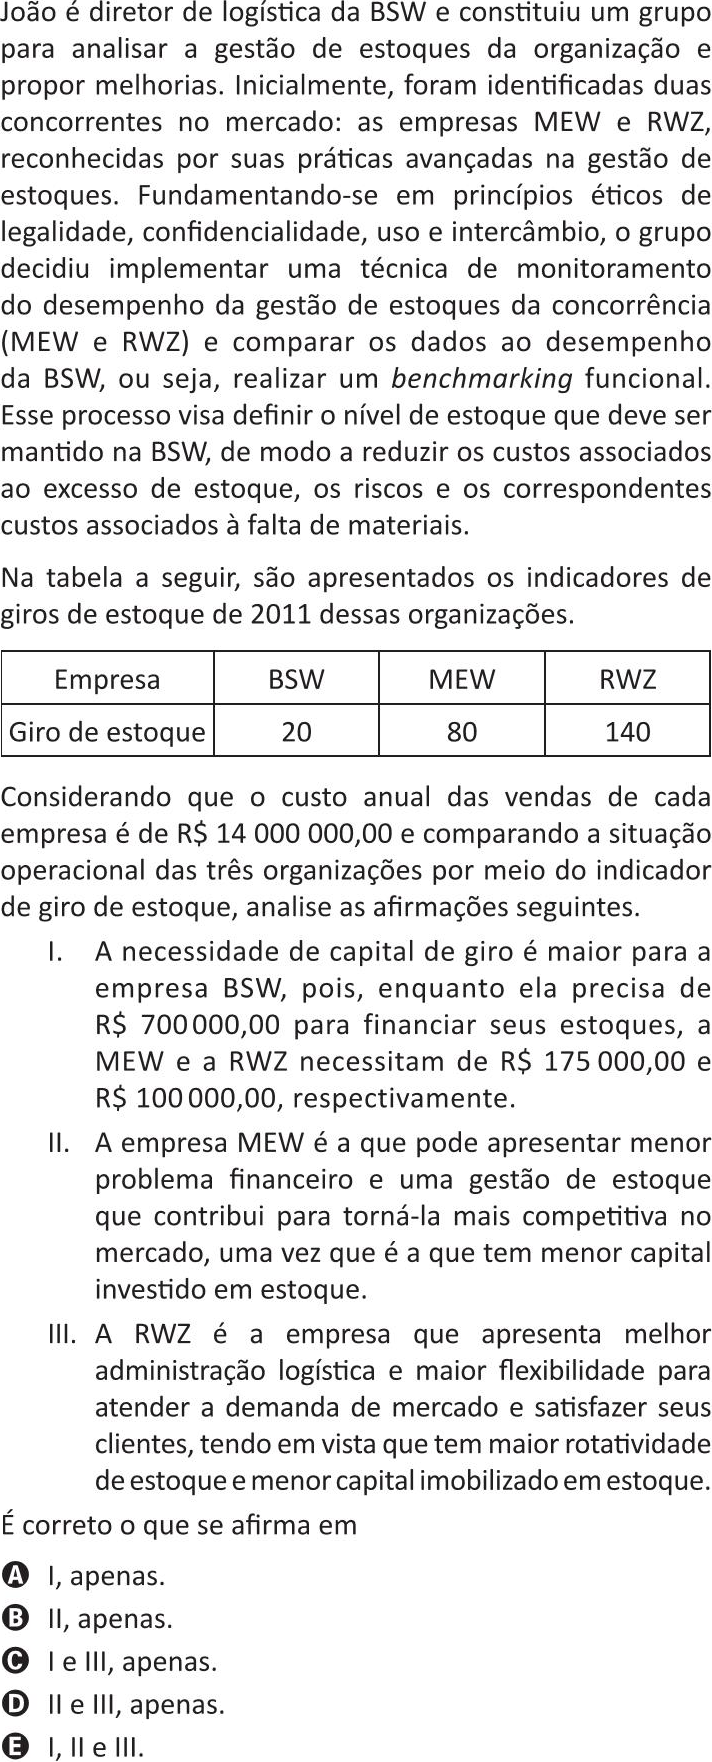 João é diretor de logística da BSW e constituiu um grupo
para analisar a gestão de estoques da organização e
propor melhorias. Inicialmente, foram identificadas duas
concorrentes no mercado: as empresas MEW e RWZ,
reconhecidas por suas práticas avançadas na gestão de
estoques. Fundamentando-se em princípios éticos de
legalidade, confidencialidade, uso e intercâmbio, o grupo
decidiu implementar uma técnica de monitoramento
do desempenho da gestão de estoques da concorrência
(MEW e RWZ) e comparar os dados ao desempenho
da BSW, ou seja, realizar um benchmarking funcional.
Esse processo visa definir o nível de estoque que deve ser
mantido na BSW, de modo a reduzir os custos associados
ao excesso de estoque, os riscos e os correspondentes
custos associados à falta de materiais.
Na tabela a seguir, são apresentados os indicadores de
giros de estoque de 2011 dessas organizações.
Empresa BSW MEW RWZ
Giro de estoque 20 80 140
Considerando que o custo anual das vendas de cada
empresa é de R$ 14 000 000,00 e comparando a situação
operacional das três organizações por meio do indicador
de giro de estoque, analise as afirmações seguintes.
I. A necessidade de capital de giro é maior para a
empresa BSW, pois, enquanto ela precisa de
R$ 700 000,00 para financiar seus estoques, a
MEW e a RWZ necessitam de R$ 175 000,00 e
R$ 100 000,00, respectivamente.
II. A empresa MEW é a que pode apresentar menor
problema financeiro e uma gestão de estoque
que contribui para torná-la mais competitiva no
mercado, uma vez que é a que tem menor capital
investido em estoque.
III. A RWZ é a empresa que apresenta melhor
administração logística e maior flexibilidade para
atender a demanda de mercado e satisfazer seus
clientes, tendo em vista que tem maior rotatividade
de estoque e menor capital imobilizado em estoque.
É correto o que se afirma em
A I, apenas.
B II, apenas.
C I e III, apenas.
D II e III, apenas.
E I, II e III.